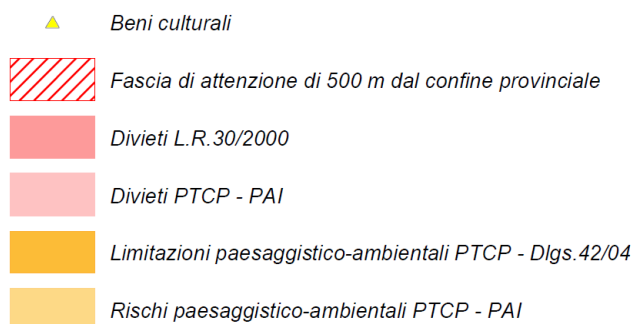 Beni culturali
Fascia di attenzione di 500 m dal confine provinciale
Divieti L.R.30/2000
Divieti PTCP - PAI
Limitazioni paesaggistico-ambientali PTCP - Dlgs.42/04
Rischi paesaggistico-ambientali PTCP - PAI